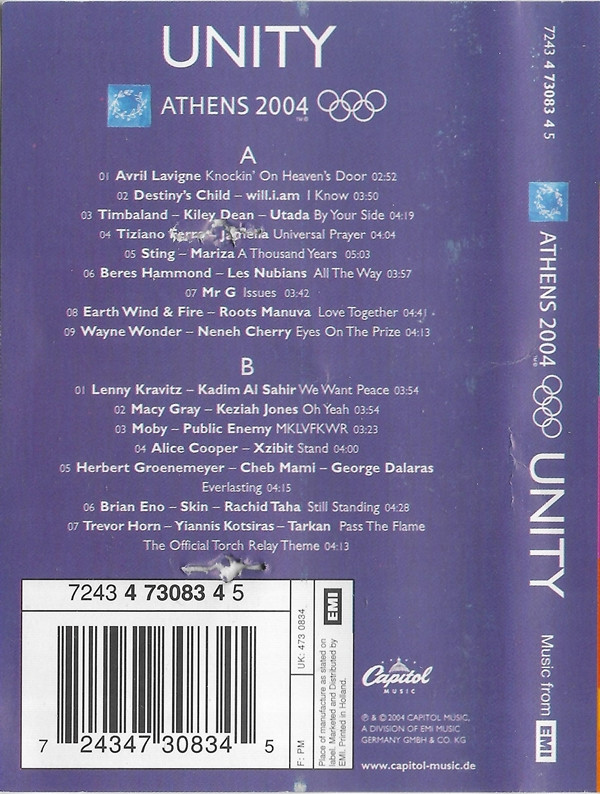 UNITY
ATHENS 2004
A
01 Avril Lavigne Knockin' On Heaven's Door 02:52
02 Destiny's Child – will.i.am I Know 03:50
03 Timbaland – Kiley Dean – Utada By Your Side 04:19
04 Tiziano Ferro – Jamelia Universal Prayer 04:04
05 Sting – Mariza A Thousand Years 05:03
06 Beres Hammond – Les Nubians All The Way 03:57
07 Mr G Issues 03:42
08 Earth Wind & Fire – Roots Manuva Love Together 04:41
09 Wayne Wonder – Neneh Cherry Eyes On The Prize 04:13
B
01 Lenny Kravitz – Kadim Al Sahir We Want Peace 03:54
02 Macy Gray – Keziah Jones Oh Yeah 03:54
03 Moby – Public Enemy MKLVFKWR 03:23
04 Alice Cooper – Xzibit Stand 04:00
05 Herbert Groenemeyer – Cheb Mami – George Dalaras
Everlasting 04:15
06 Brian Eno – Skin – Rachid Taha Still Standing 04:28
07 Trevor Horn – Yiannis Kotsiras – Tarkan Pass The Flame
The Official Torch Relay Theme 04:13
7243 4 73083 4 5
7 24347 30834 5
UK: 473 0834
F: PM
EMI
Place of manufacture as stated on
label. Marketed and Distributed by
EMI. Printed in Holland.
Capitol
MUSIC
℗ & © 2004 CAPITOL MUSIC,
A DIVISION OF EMI MUSIC
GERMANY GMBH & CO. KG
www.capitol-music.de
7243 4 73083 4 5
ATHENS 2004
UNITY
Music from EMI